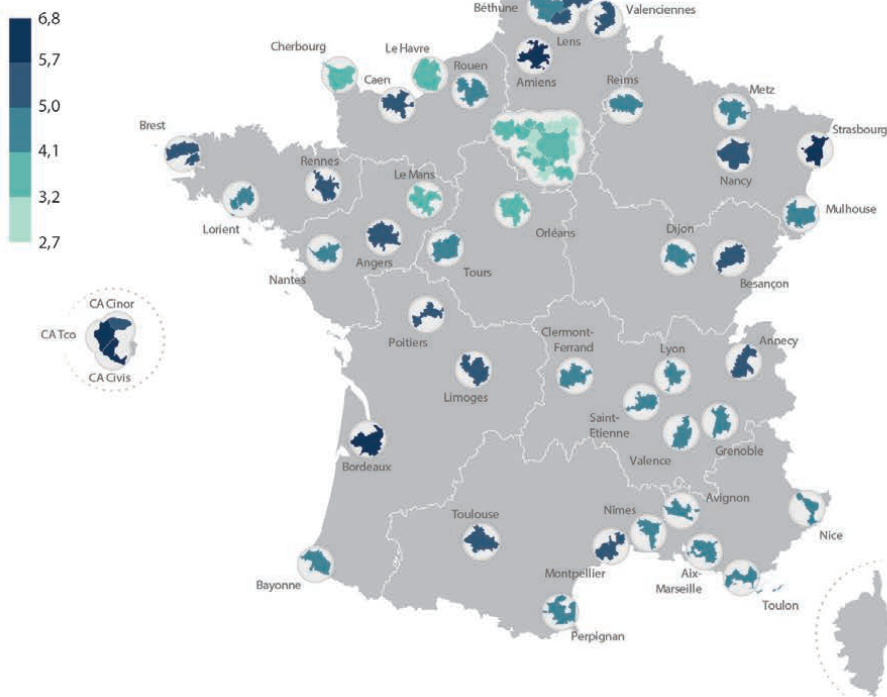 6,8
5,7
5,0
4,1
3,2
2,7
Béthune
Valenciennes
Lens
Cherbourg
Le Havre
Rouen
Caen
Amiens
Reims
Metz
Brest
Strasbourg
Rennes
Le Mans
Nancy
Lorient
Mulhouse
Orléans
Dijon
Nantes
Angers
Tours
Besançon
CA Cinor
CA Tco
CA Civis
Poitiers
Clermont-
Ferrand
Lyon
Annecy
Limoges
Saint-
Etienne
Valence
Grenoble
Bordeaux
Avignon
Nîmes
Toulouse
Nice
Bayonne
Montpellier
Aix-
Marseille
Toulon
Perpignan